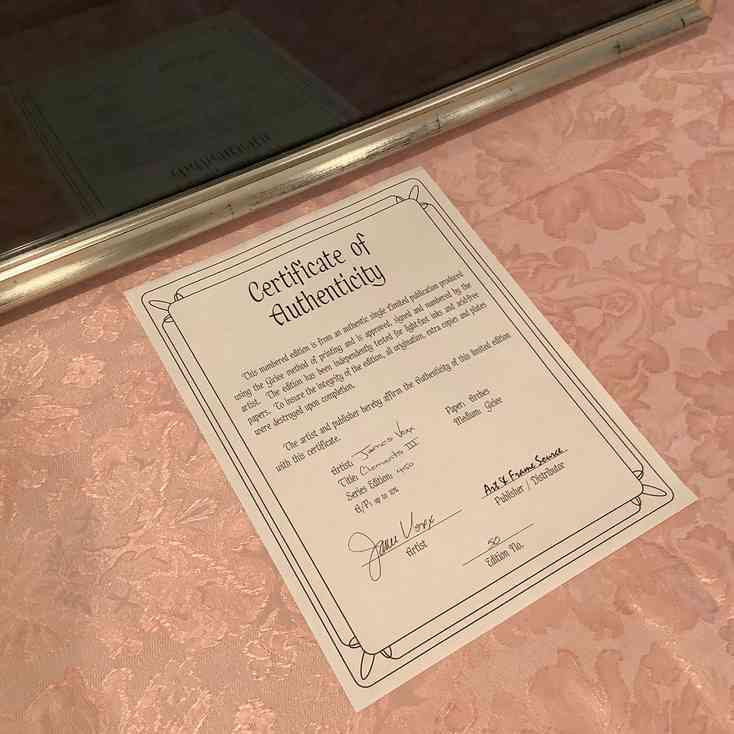 Certificate of
Authenticity
This numbered edition is from an authentic single limited publication produced
using the Giclee method of printing and is approved, signed and numbered by the
artist. The edition has been independently tested for light-fast inks and acid-free
papers. To insure the integrity of the edition, all origination, extra copies and plates
were destroyed upon completion.
The artist and publisher hereby affirm the Authenticity of this limited edition
with this certificate.
Artist: James Voxx
Paper: Arches
Title: Elements III
Medium: Giclee
Series Edition: 450
A/P: up to 10%
Art & Frame Source
Publisher / Distributor
Artist
50
Edition No.